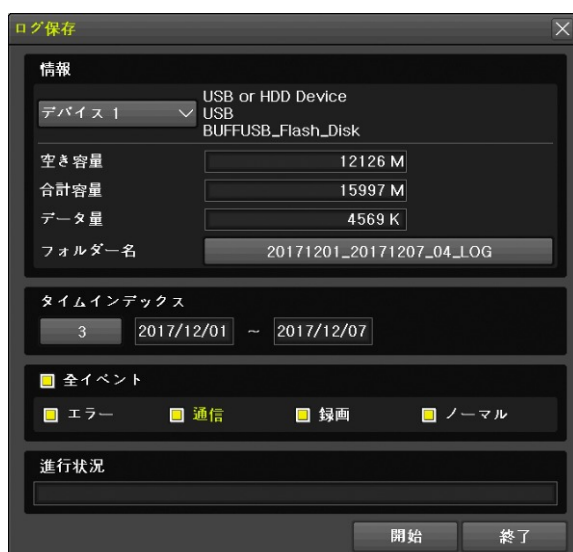 ログ保存
情報
デバイス 1
USB or HDD Device
USB
BUFFUSB_Flash_Disk
空き容量 12126 M
合計容量 15997 M
データ量 4569 K
フォルダー名 20171201_20171207_04_LOG
タイムインデックス
3 2017/12/01 ~ 2017/12/07
全イベント
エラー 通信 録画 ノーマル
進行状況
開始 終了